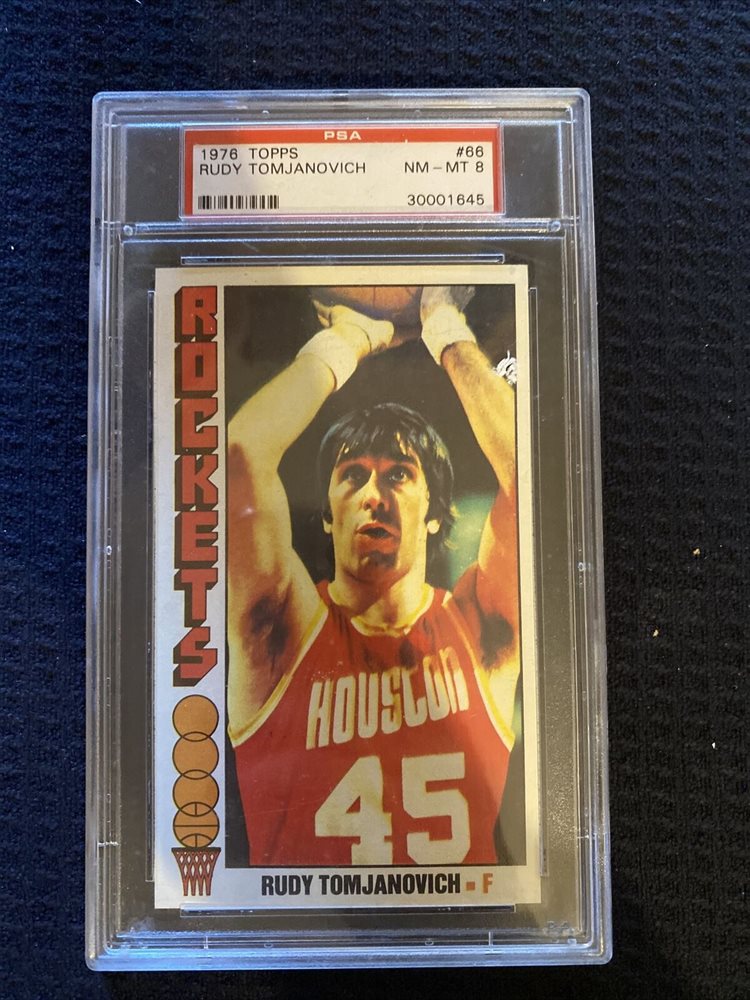 PSA
1976 TOPPS #66
RUDY TOMJANOVICH NM-MT 8
30001645
ROCKETS
HOUSTON
45
RUDY TOMJANOVICH ▪ F